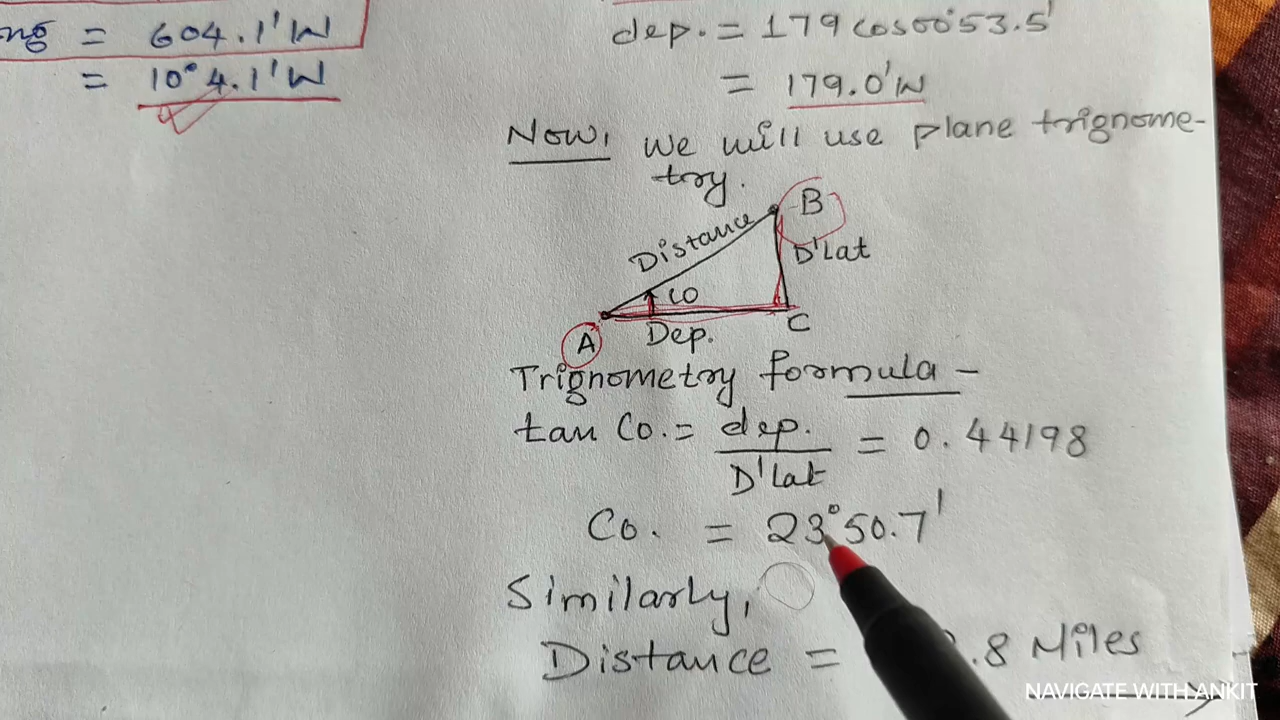 ng = 604.1'W
= 10° 4.1'W
dep. = 179 cos 00°53.5'
= 179.0'W
Now, we will use plane trignome-
try.
B
Distance
D'Lat
CO
A
Dep.
C
Trignometry formula -
tan Co. = dep. / D'Lat = 0.44198
Co. = 23°50.7'
Similarly,
Distance = .8 Miles
NAVIGATE WITH ANKIT